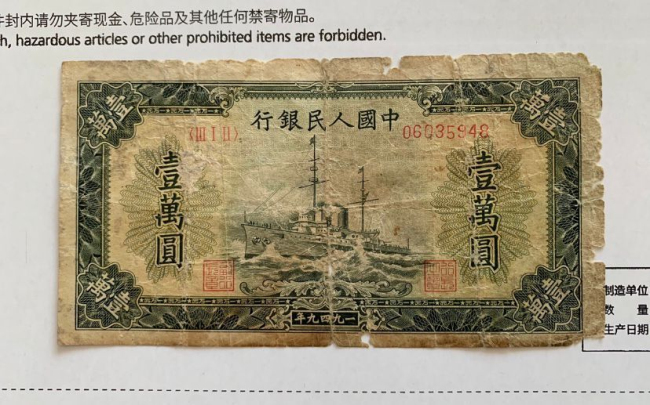 件封内请勿夹寄现金、危险品及其他任何禁寄物品。
h, hazardous articles or other prohibited items are forbidden.
壹萬
壹萬
中國人民銀行
〈III I II〉
06035948
壹萬圓
壹萬圓
壹萬
壹萬
一九四九年
制造单位
数 量
生产日期